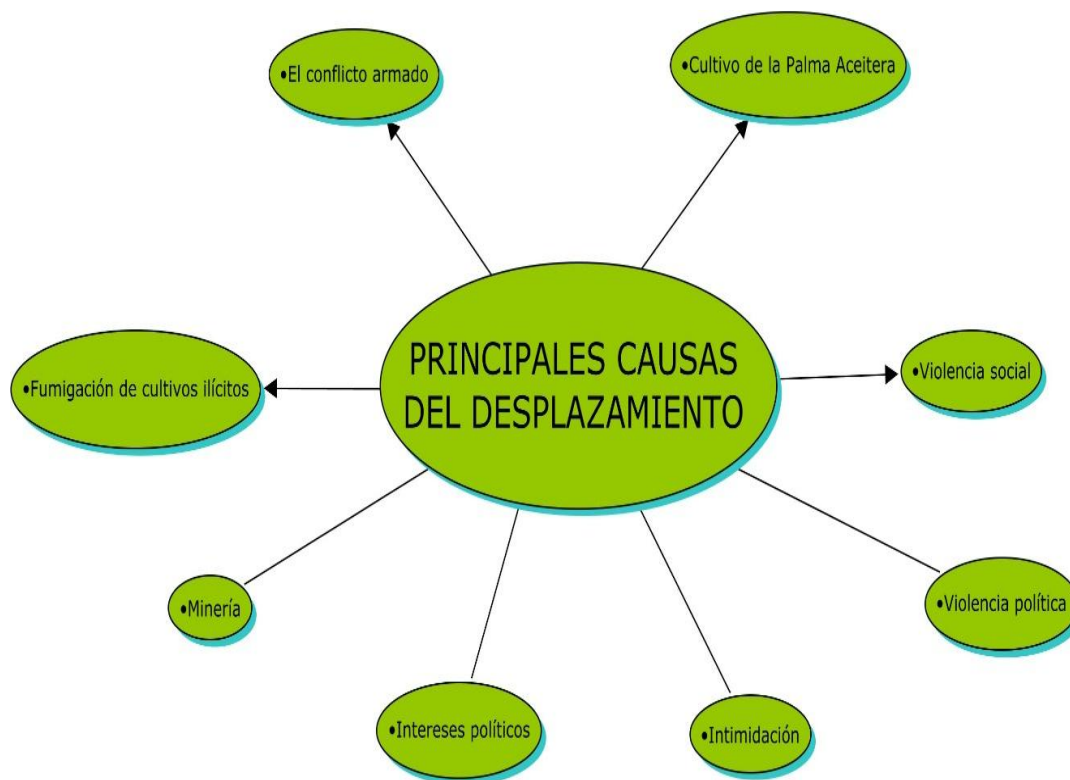 •El conflicto armado
•Cultivo de la Palma Aceitera
PRINCIPALES CAUSAS
DEL DESPLAZAMIENTO
•Fumigación de cultivos ilícitos
•Violencia social
•Minería
•Violencia política
•Intereses políticos
•Intimidación